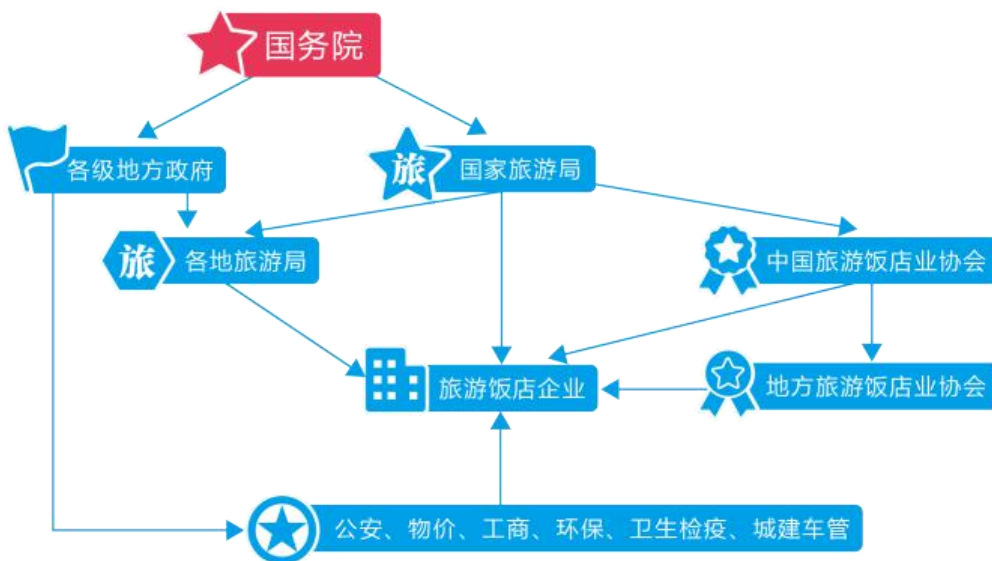 国务院
各级地方政府
旅
国家旅游局
旅
各地旅游局
中国旅游饭店业协会
旅游饭店企业
地方旅游饭店业协会
公安、物价、工商、环保、卫生检疫、城建车管